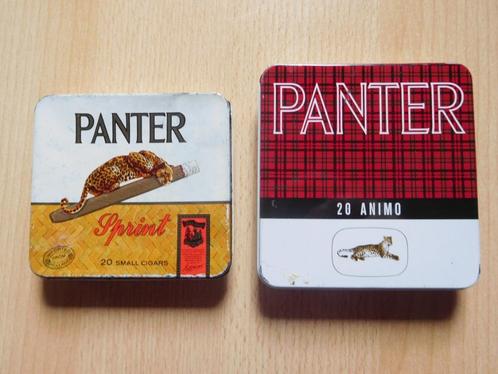 PANTER
Sprint
20 SMALL CIGARS
PANTER
20 ANIMO